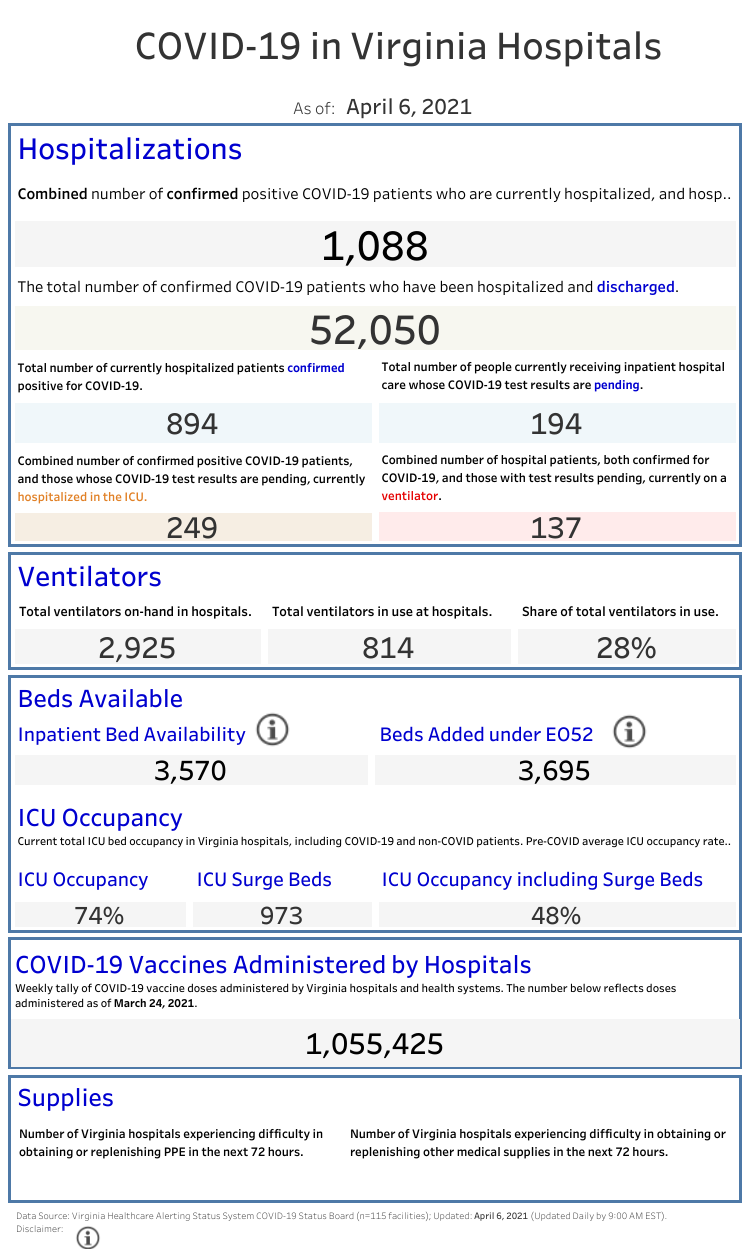 COVID-19 in Virginia Hospitals
As of: April 6, 2021
Hospitalizations
Combined number of confirmed positive COVID-19 patients who are currently hospitalized, and hosp..
1,088
The total number of confirmed COVID-19 patients who have been hospitalized and discharged.
52,050
Total number of currently hospitalized patients confirmed
positive for COVID-19.
894
Total number of people currently receiving inpatient hospital
care whose COVID-19 test results are pending.
194
Combined number of confirmed positive COVID-19 patients,
and those whose COVID-19 test results are pending, currently
hospitalized in the ICU.
249
Combined number of hospital patients, both confirmed for
COVID-19, and those with test results pending, currently on a
ventilator.
137
Ventilators
Total ventilators on-hand in hospitals.
2,925
Total ventilators in use at hospitals.
814
Share of total ventilators in use.
28%
Beds Available
Inpatient Bed Availability
3,570
Beds Added under EO52
3,695
ICU Occupancy
Current total ICU bed occupancy in Virginia hospitals, including COVID-19 and non-COVID patients. Pre-COVID average ICU occupancy rate..
ICU Occupancy
74%
ICU Surge Beds
973
ICU Occupancy including Surge Beds
48%
COVID-19 Vaccines Administered by Hospitals
Weekly tally of COVID-19 vaccine doses administered by Virginia hospitals and health systems. The number below reflects doses
administered as of March 24, 2021.
1,055,425
Supplies
Number of Virginia hospitals experiencing difficulty in
obtaining or replenishing PPE in the next 72 hours.
Number of Virginia hospitals experiencing difficulty in obtaining or
replenishing other medical supplies in the next 72 hours.
Data Source: Virginia Healthcare Alerting Status System COVID-19 Status Board (n=115 facilities); Updated: April 6, 2021 (Updated Daily by 9:00 AM EST).
Disclaimer: